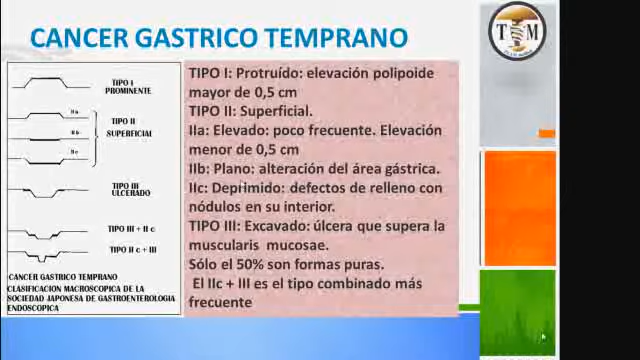 CANCER GASTRICO TEMPRANO
T M
TIPO I
PROMINENTE
IIa
TIPO II
IIb
SUPERFICIAL
IIc
TIPO III
ULCERADO
TIPO III + II c
TIPO II c + III
CANCER GASTRICO TEMPRANO
CLASIFICACIÓN MACROSCOPICA DE LA
SOCIEDAD JAPONESA DE GASTROENTEROLOGIA
ENDOSCOPICA
TIPO I: Protruído: elevación polipoide
mayor de 0,5 cm
TIPO II: Superficial.
IIa: Elevado: poco frecuente. Elevación
menor de 0,5 cm
IIb: Plano: alteración del área gástrica.
IIc: Deprimido: defectos de relleno con
nódulos en su interior.
TIPO III: Excavado: úlcera que supera la
muscularis mucosae.
Sólo el 50% son formas puras.
El IIc + III es el tipo combinado más
frecuente